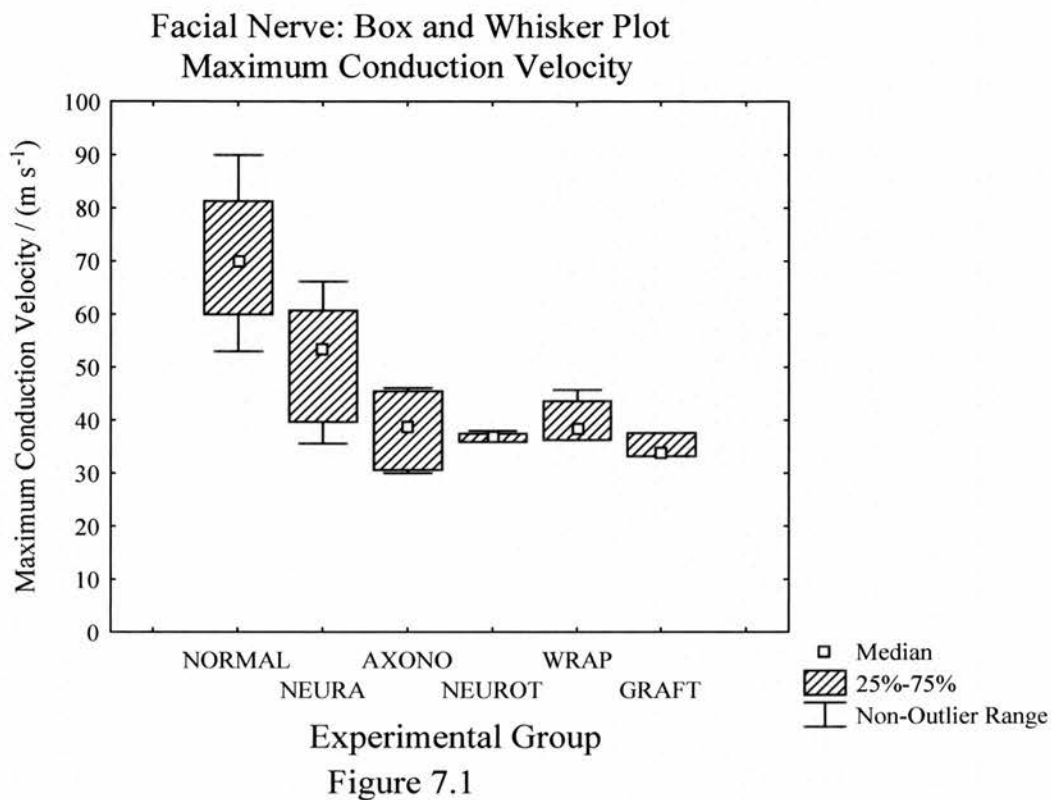 Facial Nerve: Box and Whisker Plot
Maximum Conduction Velocity
Maximum Conduction Velocity / (m s⁻¹)
100
90
80
70
60
50
40
30
20
10
0
NORMAL AXONO WRAP
NEURA NEUROT GRAFT
Median
25%-75%
Non-Outlier Range
Experimental Group
Figure 7.1